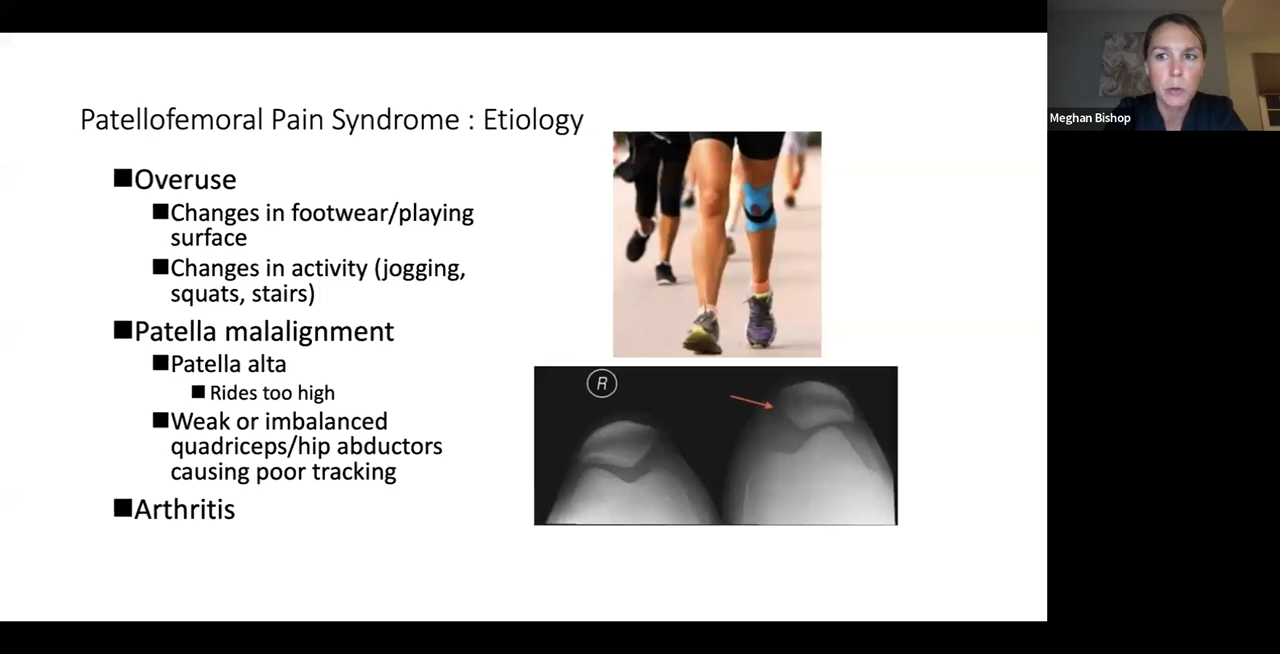 Patellofemoral Pain Syndrome : Etiology
Overuse
Changes in footwear/playing
surface
Changes in activity (jogging,
squats, stairs)
Patella malalignment
Patella alta
Rides too high
Weak or imbalanced
quadriceps/hip abductors
causing poor tracking
Arthritis
R
Meghan Bishop